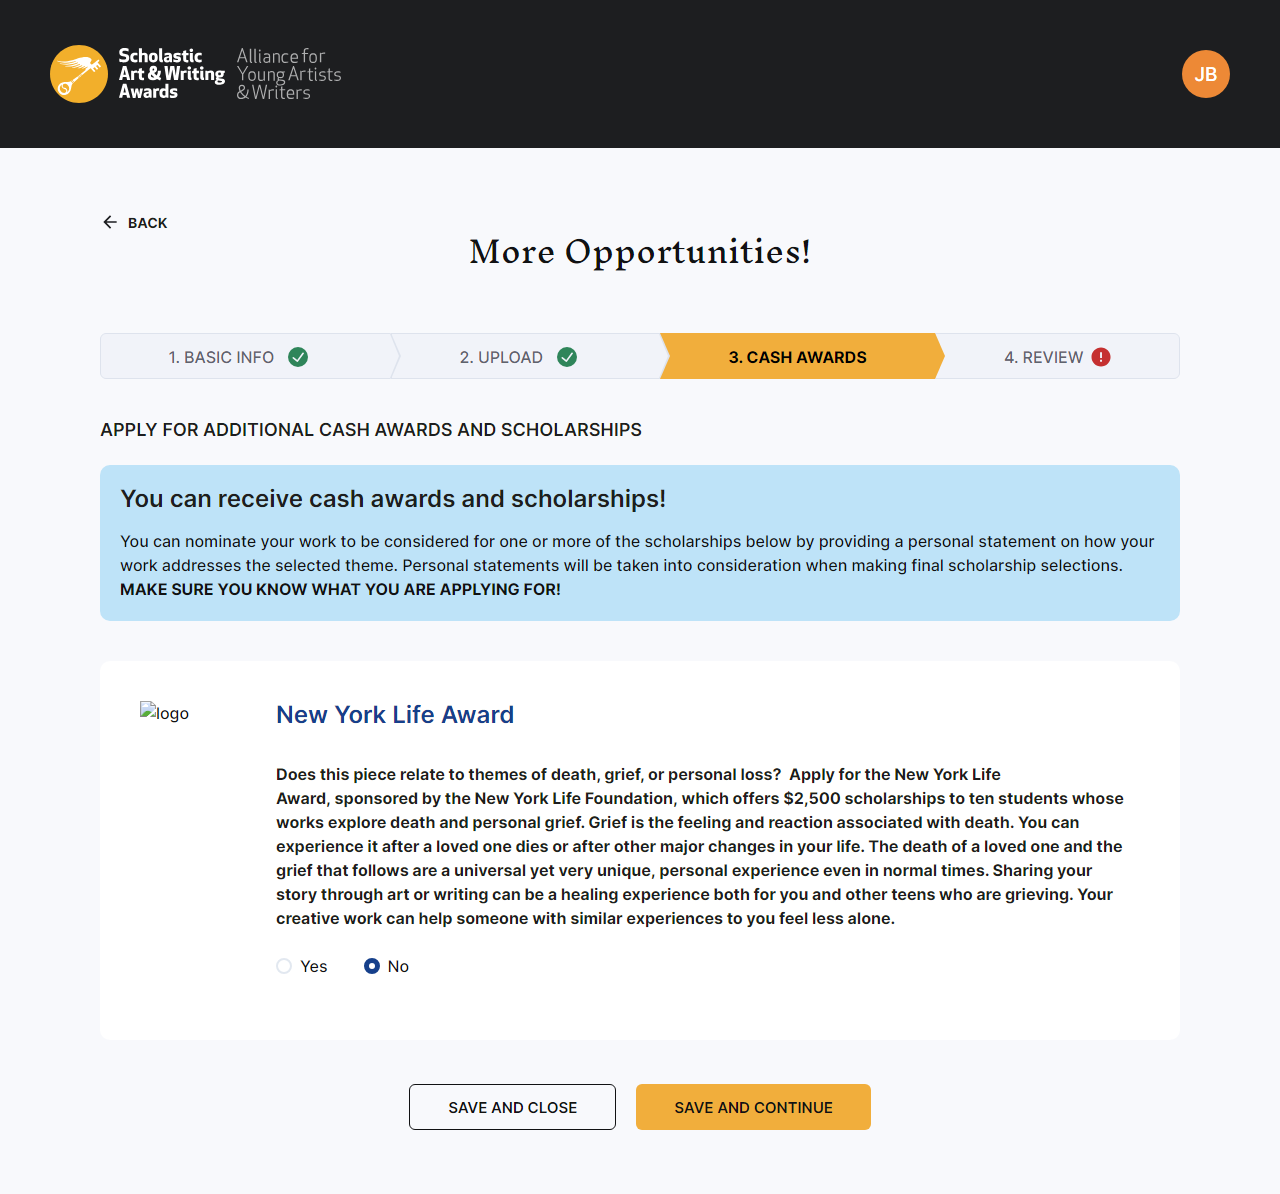 Scholastic
Art & Writing
Awards
Alliance for
Young Artists
& Writers
JB
BACK
More Opportunities!
1. BASIC INFO
2. UPLOAD
3. CASH AWARDS
4. REVIEW
APPLY FOR ADDITIONAL CASH AWARDS AND SCHOLARSHIPS
You can receive cash awards and scholarships!
You can nominate your work to be considered for one or more of the scholarships below by providing a personal statement on how your
work addresses the selected theme. Personal statements will be taken into consideration when making final scholarship selections.
MAKE SURE YOU KNOW WHAT YOU ARE APPLYING FOR!
logo
New York Life Award
Does this piece relate to themes of death, grief, or personal loss?  Apply for the New York Life
Award, sponsored by the New York Life Foundation, which offers $2,500 scholarships to ten students whose
works explore death and personal grief. Grief is the feeling and reaction associated with death. You can
experience it after a loved one dies or after other major changes in your life. The death of a loved one and the
grief that follows are a universal yet very unique, personal experience even in normal times. Sharing your
story through art or writing can be a healing experience both for you and other teens who are grieving. Your
creative work can help someone with similar experiences to you feel less alone.
Yes
No
SAVE AND CLOSE
SAVE AND CONTINUE